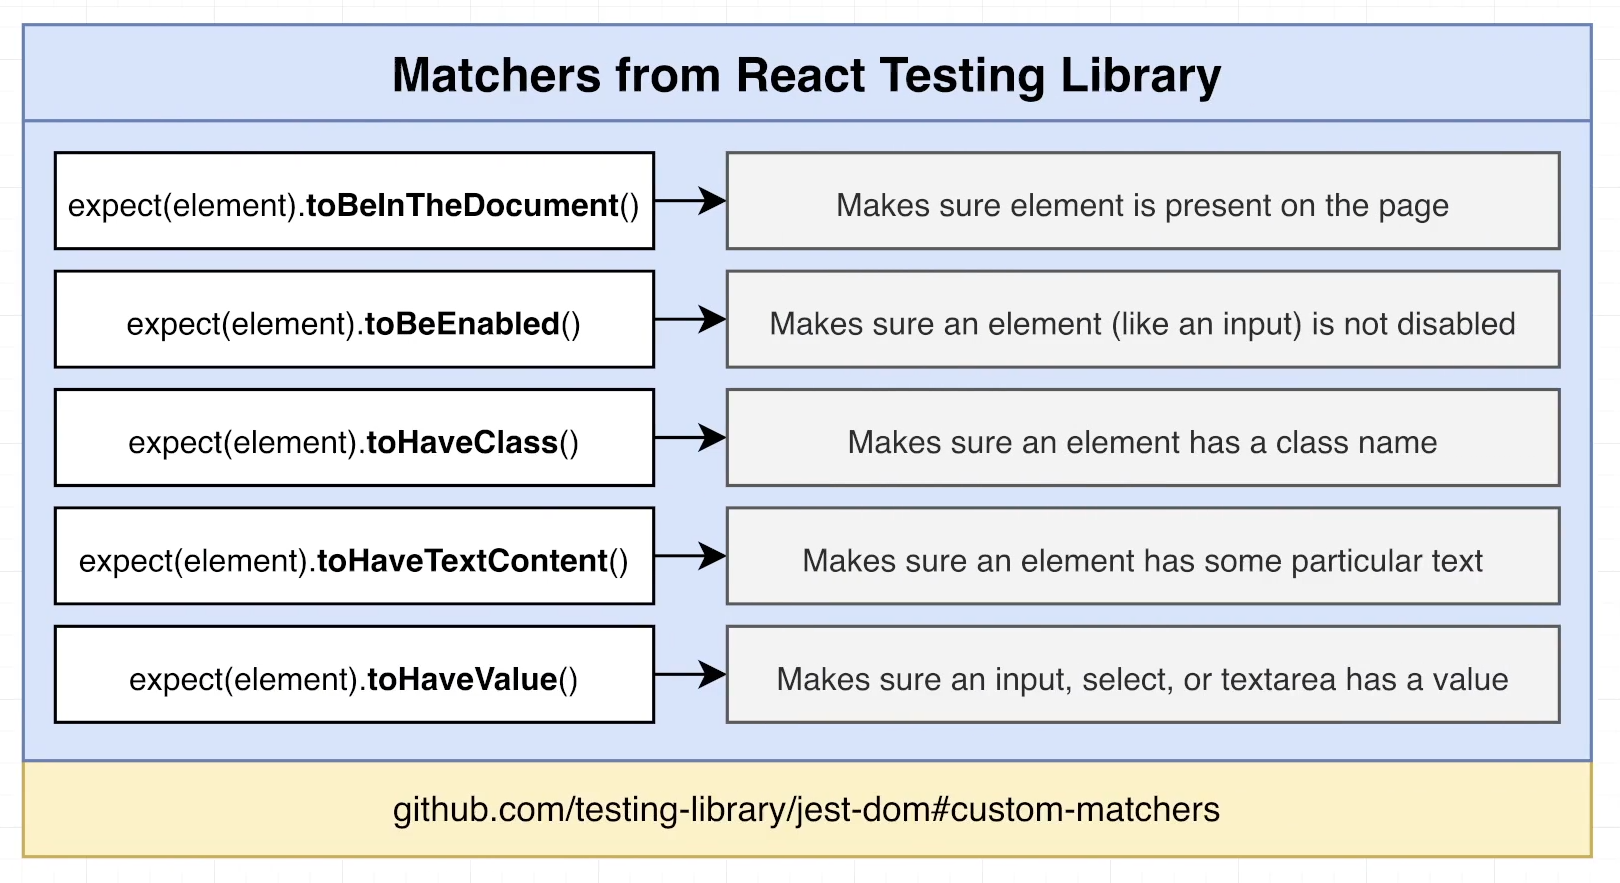 Matchers from React Testing Library
expect(element).toBeInTheDocument()
Makes sure element is present on the page
expect(element).toBeEnabled()
Makes sure an element (like an input) is not disabled
expect(element).toHaveClass()
Makes sure an element has a class name
expect(element).toHaveTextContent()
Makes sure an element has some particular text
expect(element).toHaveValue()
Makes sure an input, select, or textarea has a value
github.com/testing-library/jest-dom#custom-matchers